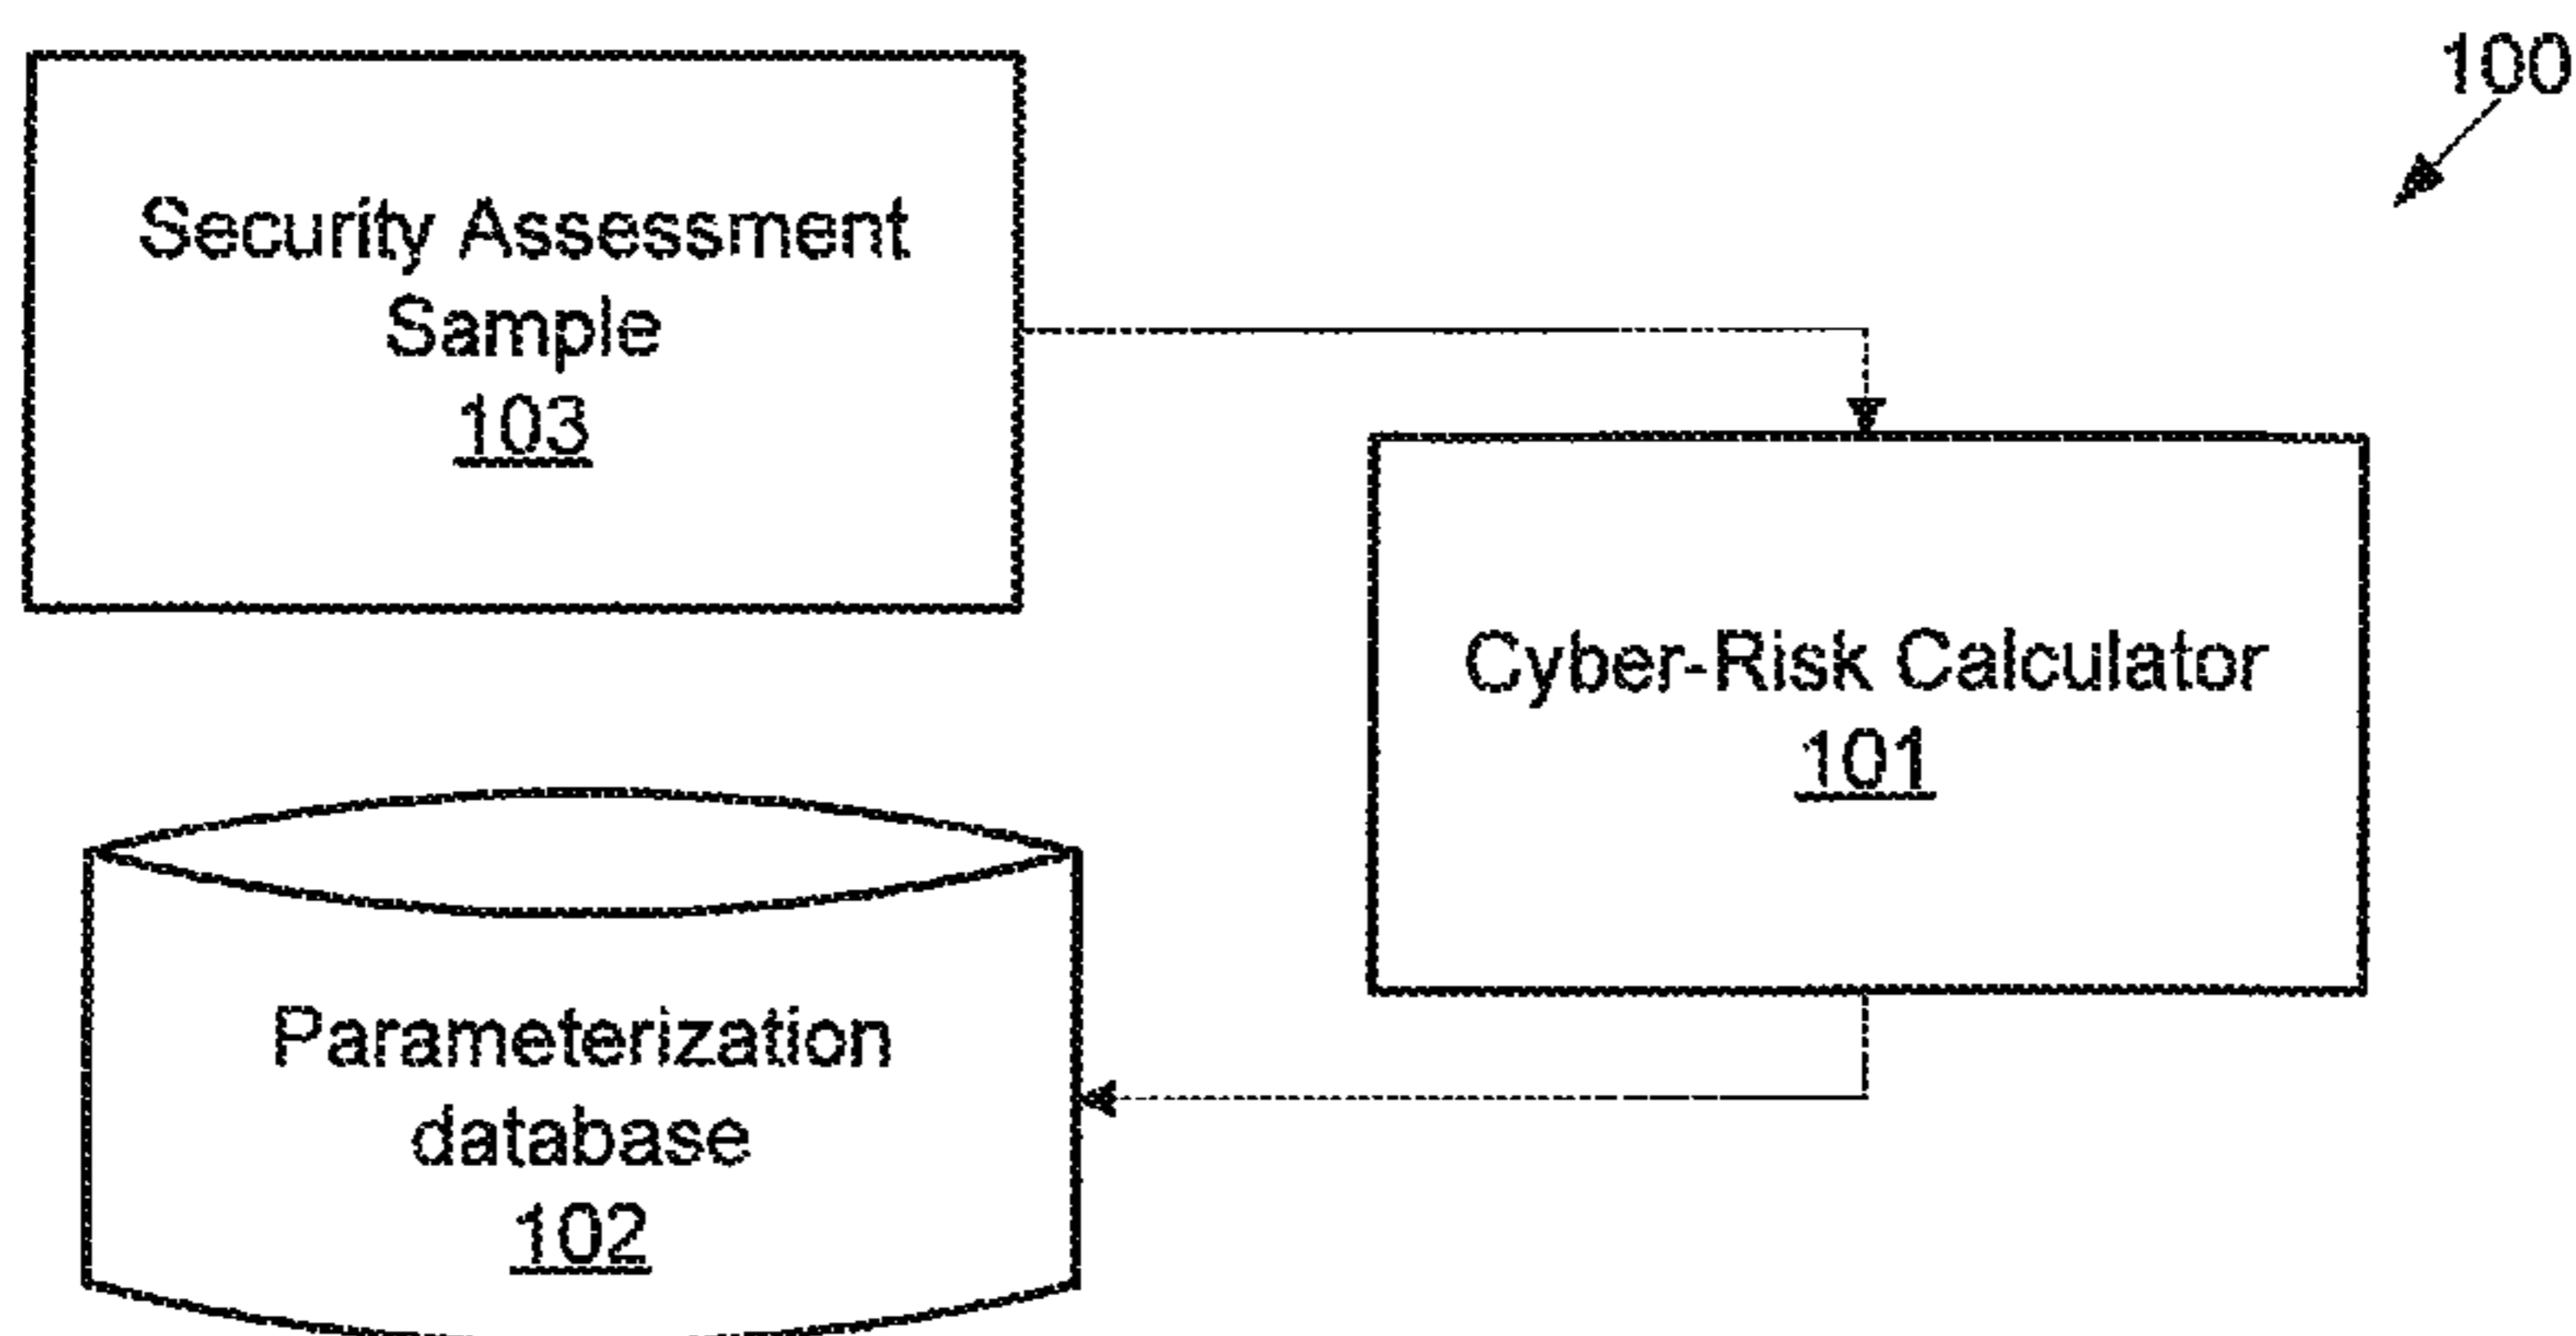 100
Security Assessment
Sample
103
Cyber-Risk Calculator
101
Parameterization
database
102